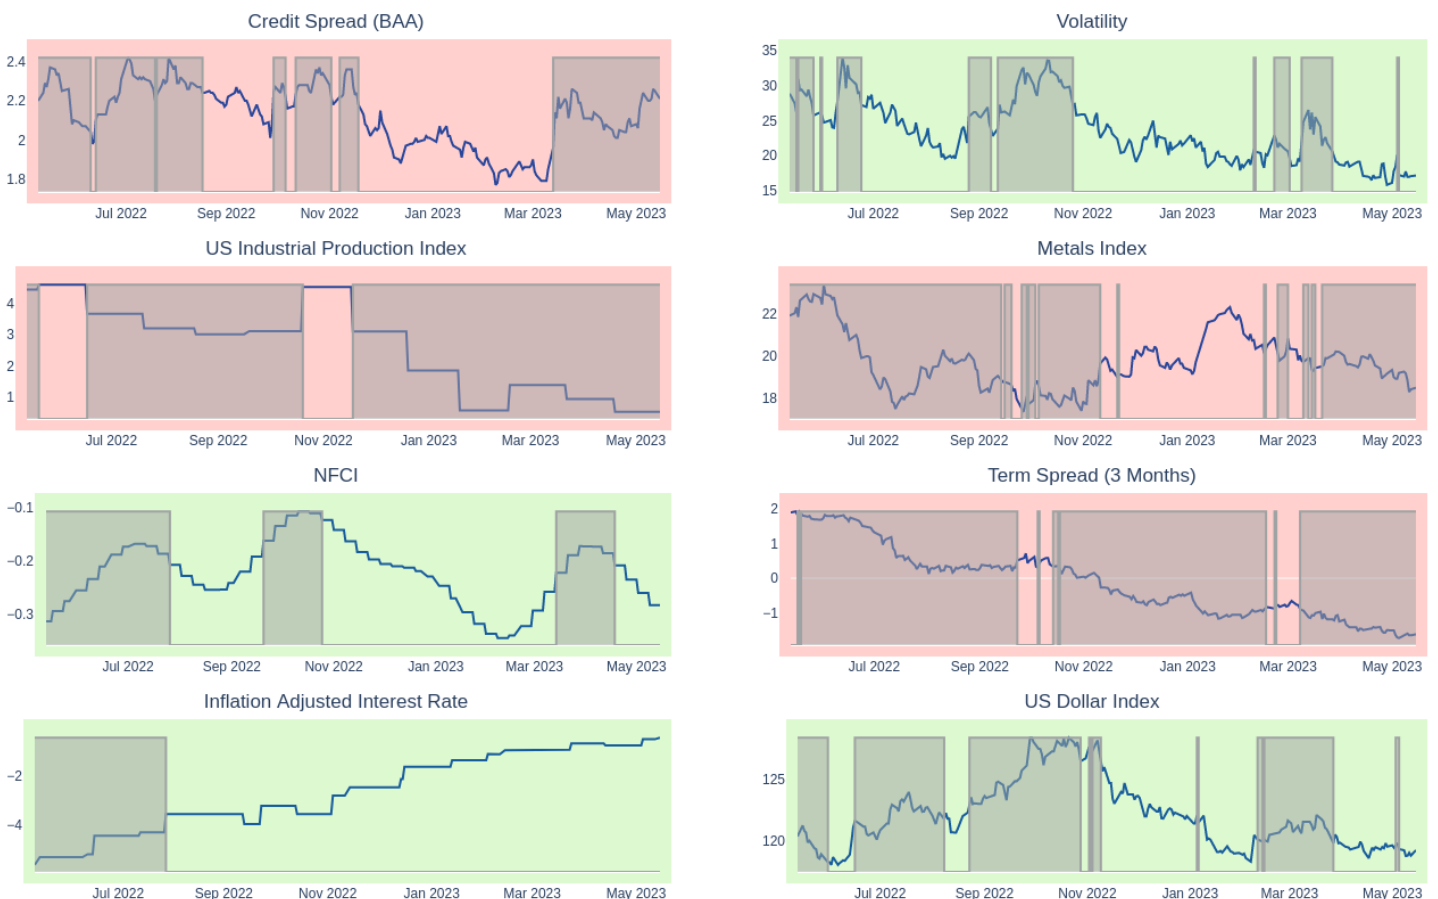 Credit Spread (BAA)
2.4
2.2
2
1.8
Jul 2022 Sep 2022 Nov 2022 Jan 2023 Mar 2023 May 2023
Volatility
35
30
25
20
15
Jul 2022 Sep 2022 Nov 2022 Jan 2023 Mar 2023 May 2023
US Industrial Production Index
4
3
2
1
Jul 2022 Sep 2022 Nov 2022 Jan 2023 Mar 2023 May 2023
Metals Index
22
20
18
Jul 2022 Sep 2022 Nov 2022 Jan 2023 Mar 2023 May 2023
NFCI
−0.1
−0.2
−0.3
Jul 2022 Sep 2022 Nov 2022 Jan 2023 Mar 2023 May 2023
Term Spread (3 Months)
2
1
0
−1
Jul 2022 Sep 2022 Nov 2022 Jan 2023 Mar 2023 May 2023
Inflation Adjusted Interest Rate
−2
−4
Jul 2022 Sep 2022 Nov 2022 Jan 2023 Mar 2023 May 2023
US Dollar Index
125
120
Jul 2022 Sep 2022 Nov 2022 Jan 2023 Mar 2023 May 2023